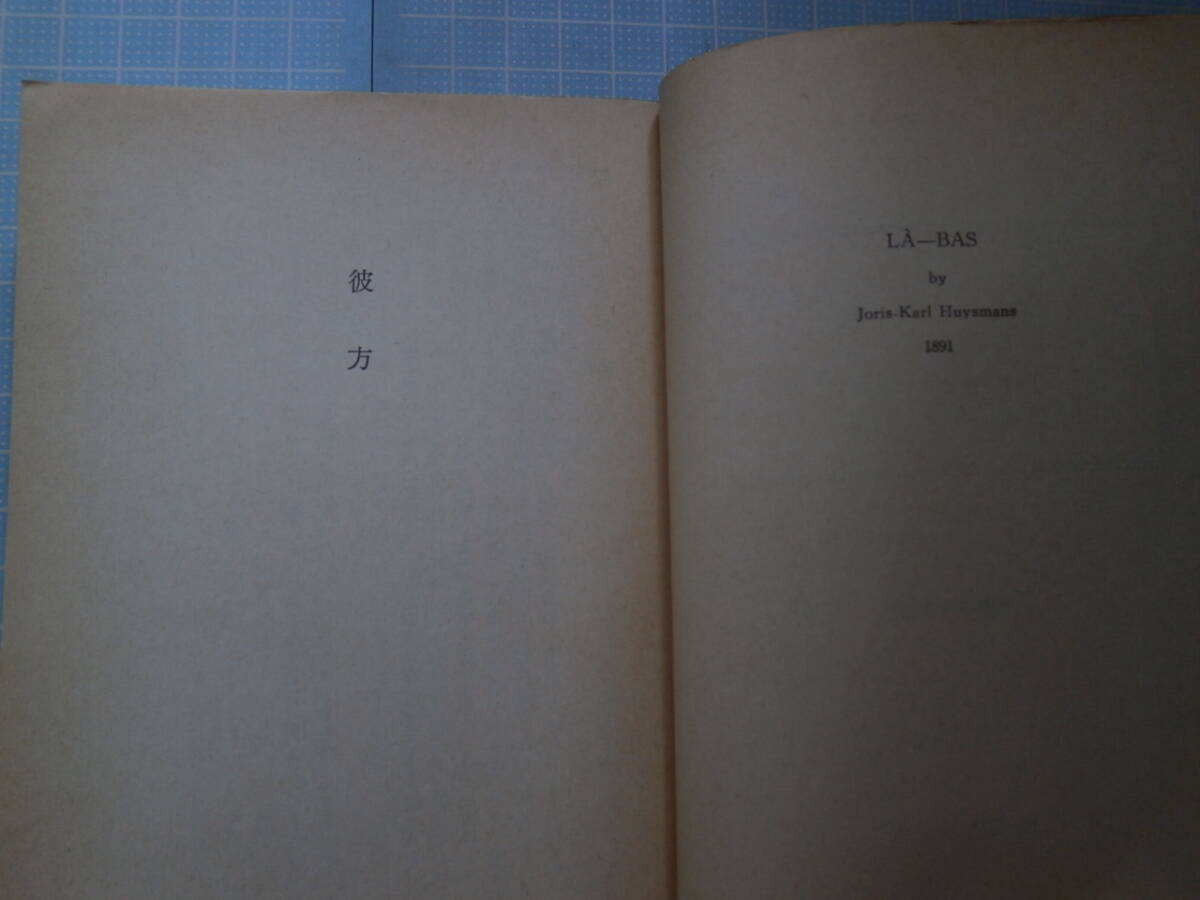 彼方
LÀ—BAS
by
Joris-Karl Huysmans
1891